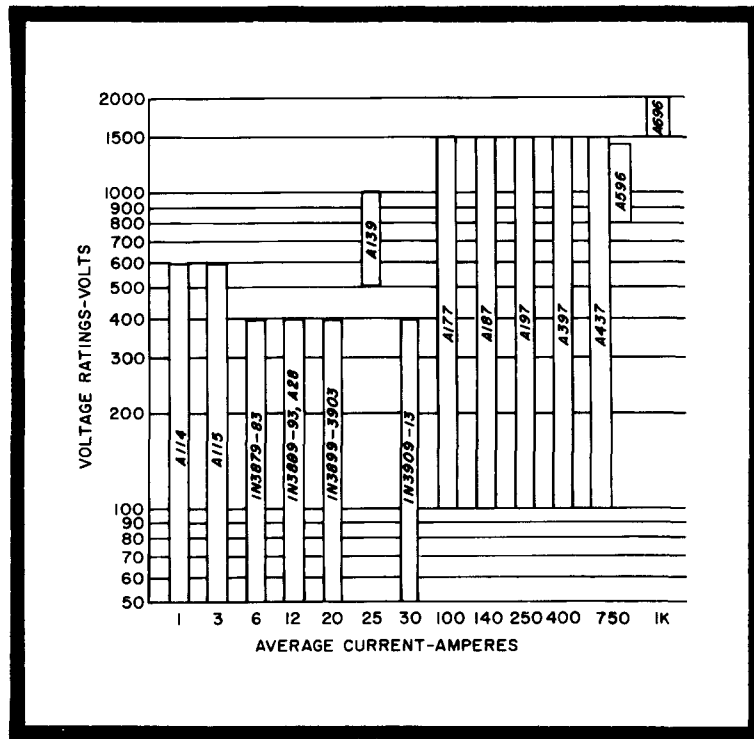 2000
1500
1000
900
800
700
600
500
400
300
200
100
90
80
70
60
50
VOLTAGE RATINGS-VOLTS
A114
A115
1N3879-83
1N3889-93, A28
1N3899-3903
A139
1N3909-13
A177
A187
A197
A397
A437
A596
A696
1 3 6 12 20 25 30 100 140 250 400 750 1K
AVERAGE CURRENT-AMPERES